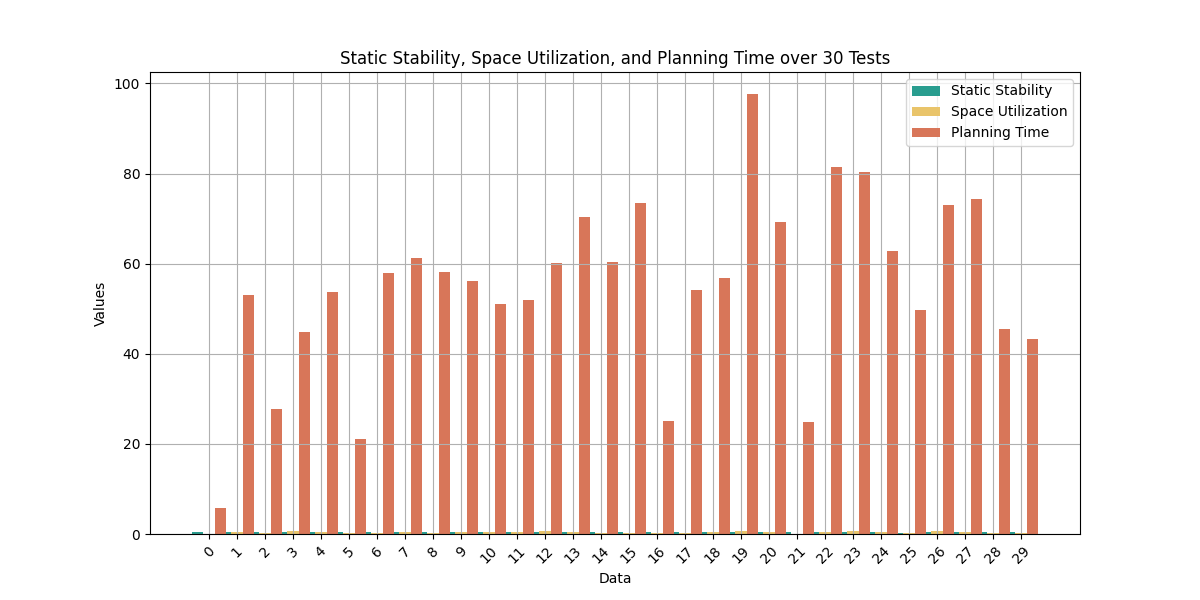 Static Stability, Space Utilization, and Planning Time over 30 Tests
Static Stability
Space Utilization
Planning Time
Values
100
80
60
40
20
0
0 1 2 3 4 5 6 7 8 9 10 11 12 13 14 15 16 17 18 19 20 21 22 23 24 25 26 27 28 29
Data